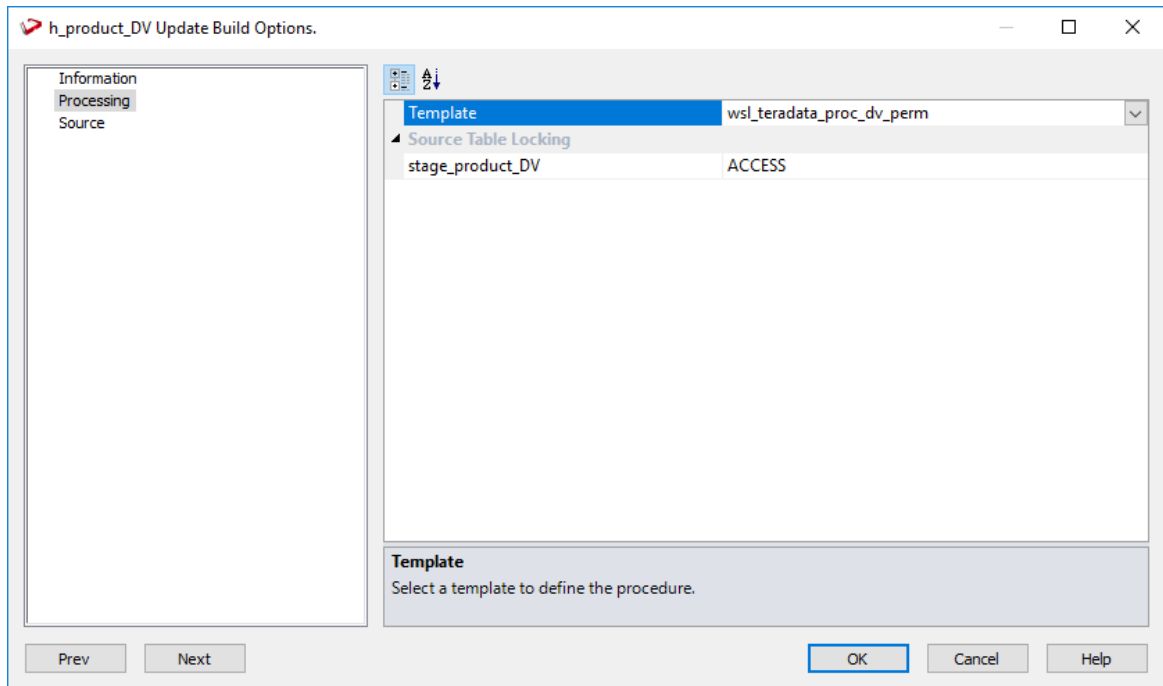 h_product_DV Update Build Options.
Information
Processing
Source
Template wsl_teradata_proc_dv_perm
Source Table Locking
stage_product_DV ACCESS
Template
Select a template to define the procedure.
Prev Next OK Cancel Help